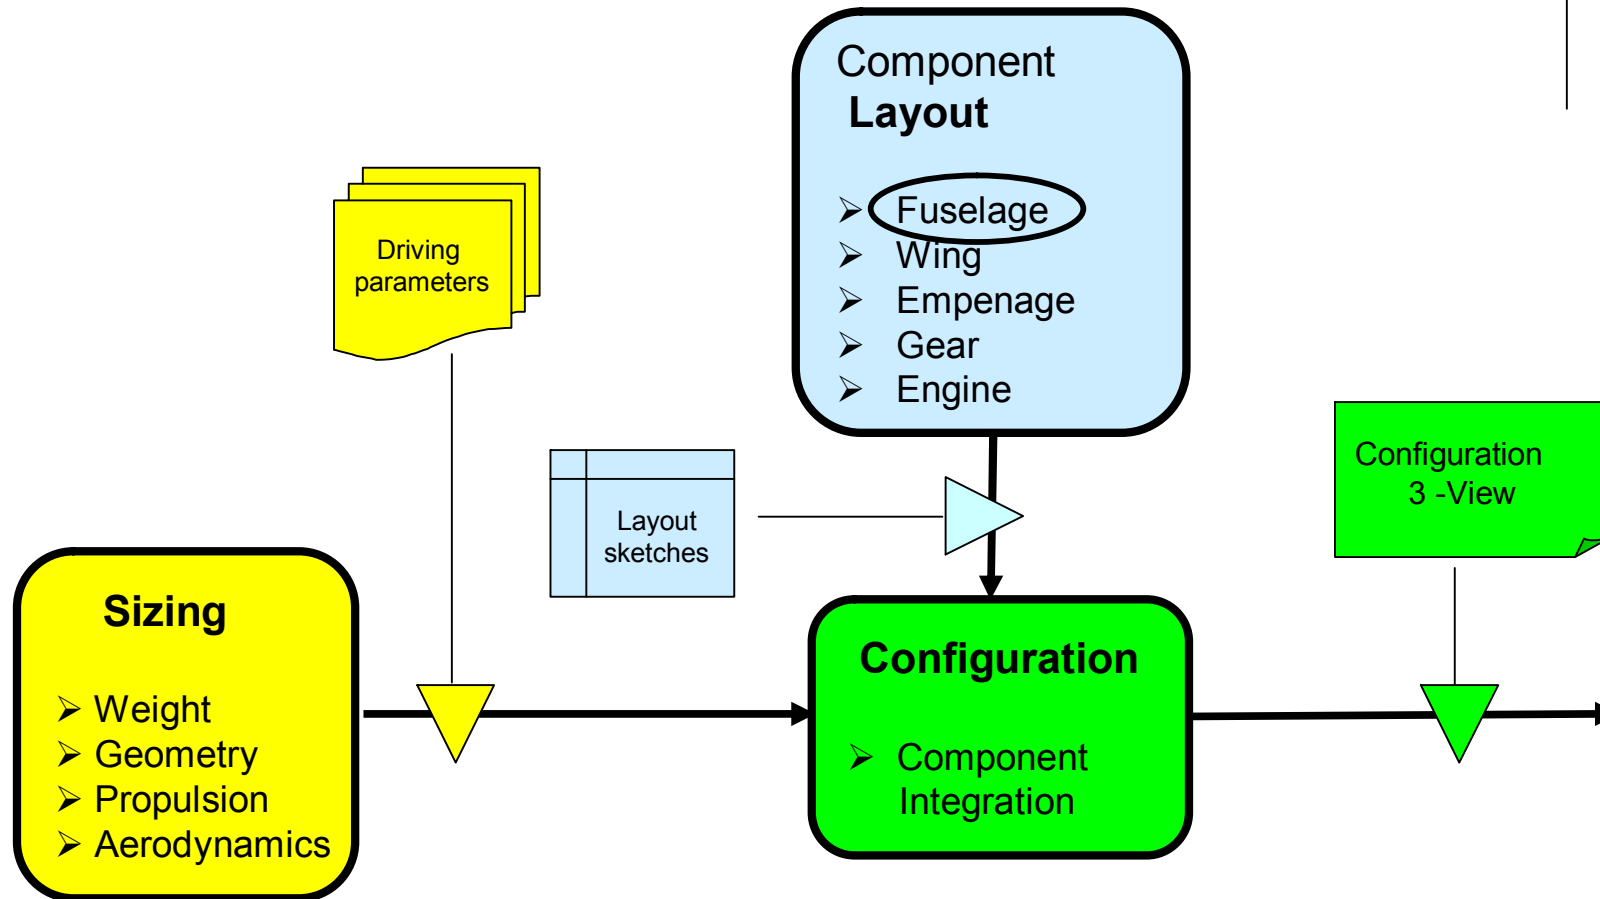 Component
Layout
➢ Fuselage
➢ Wing
➢ Empenage
➢ Gear
➢ Engine
Driving
parameters
Layout
sketches
Configuration
3 -View
Sizing
➢ Weight
➢ Geometry
➢ Propulsion
➢ Aerodynamics
Configuration
➢ Component
Integration